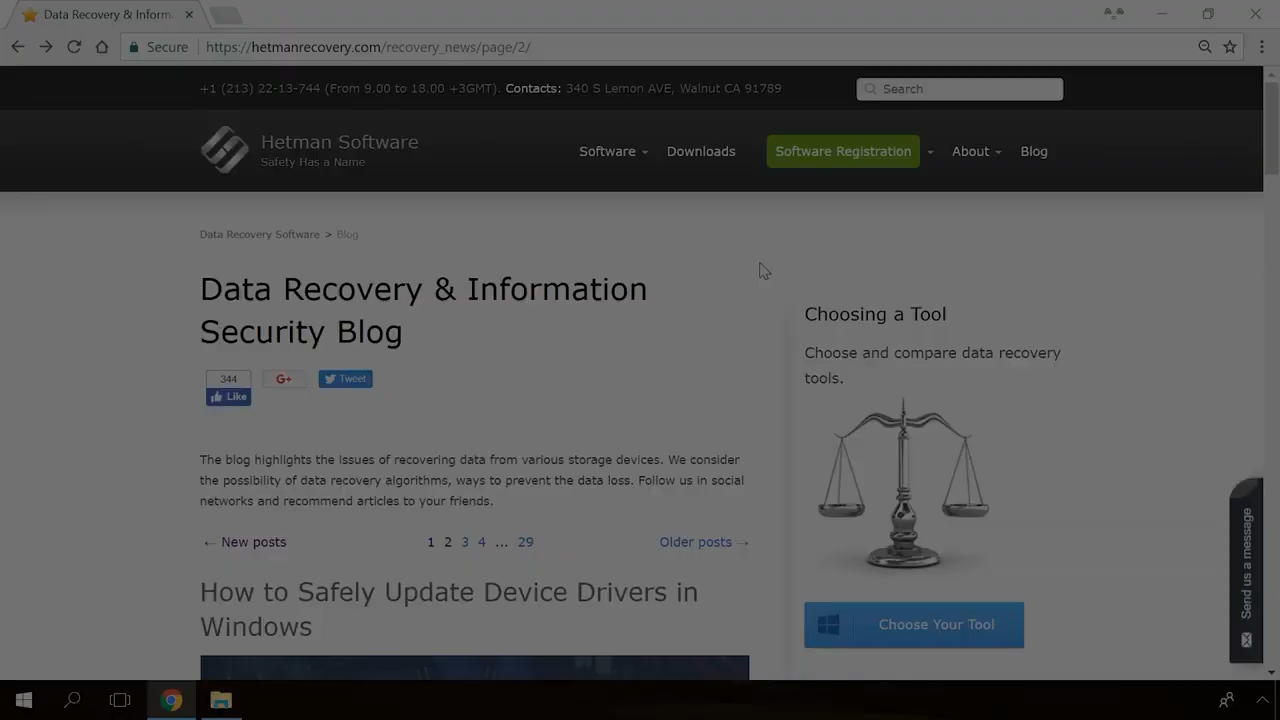 Data Recovery & Inform
Secure https://hetmanrecovery.com/recovery_news/page/2/
+1 (213) 22-13-744 (From 9.00 to 18.00 +3GMT). Contacts: 340 S Lemon AVE, Walnut CA 91789
Search
Hetman Software
Safety Has a Name
Software Downloads Software Registration About Blog
Data Recovery Software > Blog
Data Recovery & Information
Security Blog
344
Like
G+
Tweet
The blog highlights the issues of recovering data from various storage devices. We consider
the possibility of data recovery algorithms, ways to prevent the data loss. Follow us in social
networks and recommend articles to your friends.
← New posts 1 2 3 4 ... 29 Older posts →
How to Safely Update Device Drivers in
Windows
Choosing a Tool
Choose and compare data recovery
tools.
Choose Your Tool
Send us a message